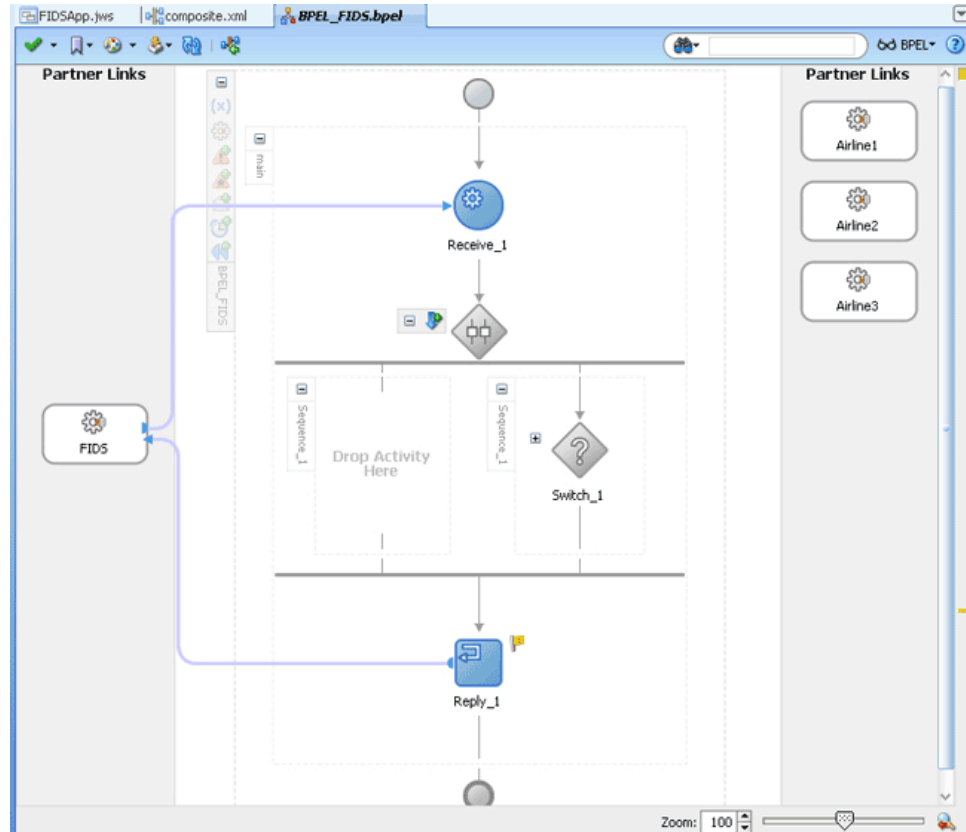 FIDSApp.jws
composite.xml
BPEL_FIDS.bpel
BPEL
Partner Links
Partner Links
(x)
main
BPEL_FIDS
Receive_1
Airline1
Airline2
Airline3
FIDS
Sequence_1
Drop Activity
Here
Sequence_1
Switch_1
Reply_1
Zoom: 100